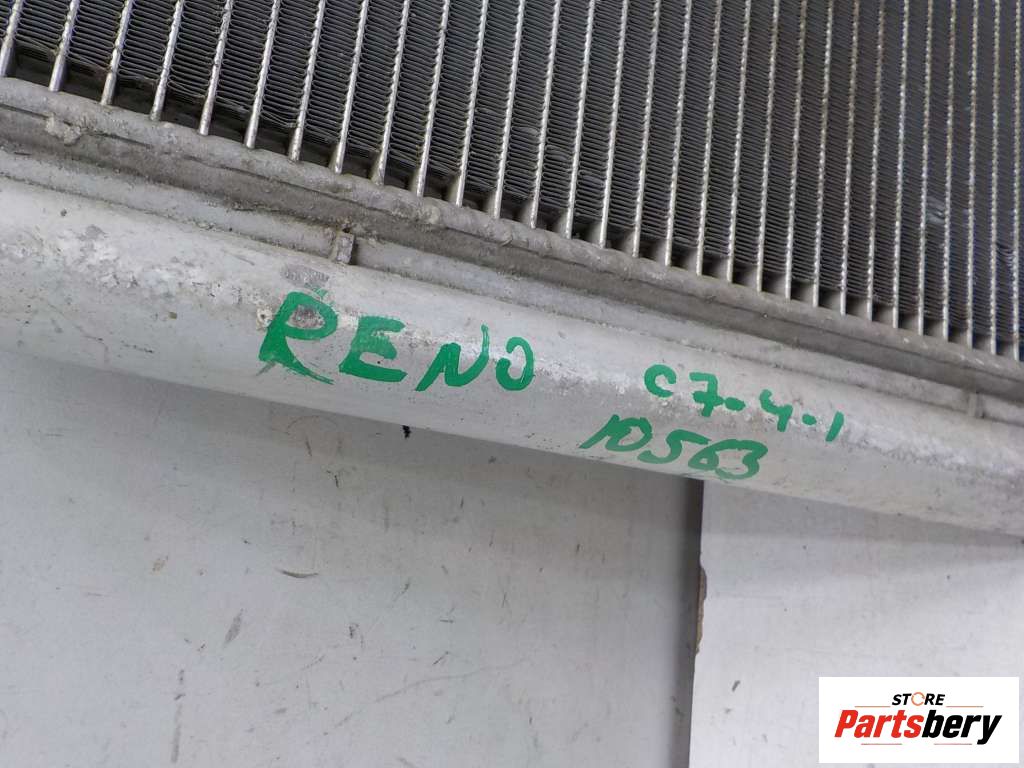 RENO C7-4-1
10563
STORE
Partsbery